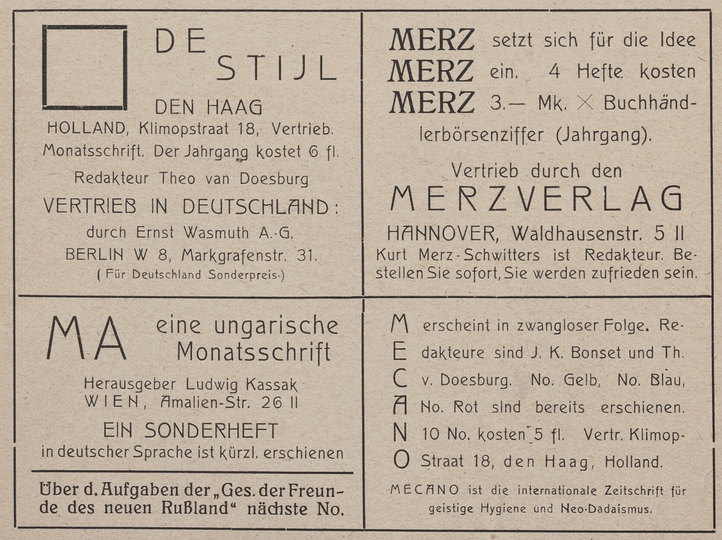 DE
STIJL
DEN HAAG
HOLLAND, Klimopstraat 18, Vertrieb.
Monatsschrift. Der Jahrgang kostet 6 fl.
Redakteur Theo van Doesburg
VERTRIEB IN DEUTSCHLAND:
durch Ernst Wasmuth A.-G.
BERLIN W 8, Markgrafenstr. 31.
(Für Deutschland Sonderpreis.)
MERZ setzt sich für die Idee
MERZ ein. 4 Hefte kosten
MERZ 3.— Mk. × Buchhänd-
lerbörsenziffer (Jahrgang).
Vertrieb durch den
MERZVERLAG
HANNOVER, Waldhausenstr. 5 II
Kurt Merz-Schwitters ist Redakteur. Be-
stellen Sie sofort, Sie werden zufrieden sein.
MA eine ungarische
Monatsschrift
Herausgeber Ludwig Kassak
WIEN, Amalien-Str. 26 II
EIN SONDERHEFT
in deutscher Sprache ist kürzl. erschienen
Über d. Aufgaben der „Ges. der Freun-
de des neuen Rußland" nächste No.
M erscheint in zwangloser Folge. Re-
E dakteure sind J. K. Bonset und Th.
C v. Doesburg. No. Gelb, No. Blau,
A No. Rot sind bereits erschienen.
N 10 No. kosten 5 fl. Vertr. Klimop-
O Straat 18, den Haag, Holland.
MECANO ist die internationale Zeitschrift für
geistige Hygiene und Neo-Dadaismus.